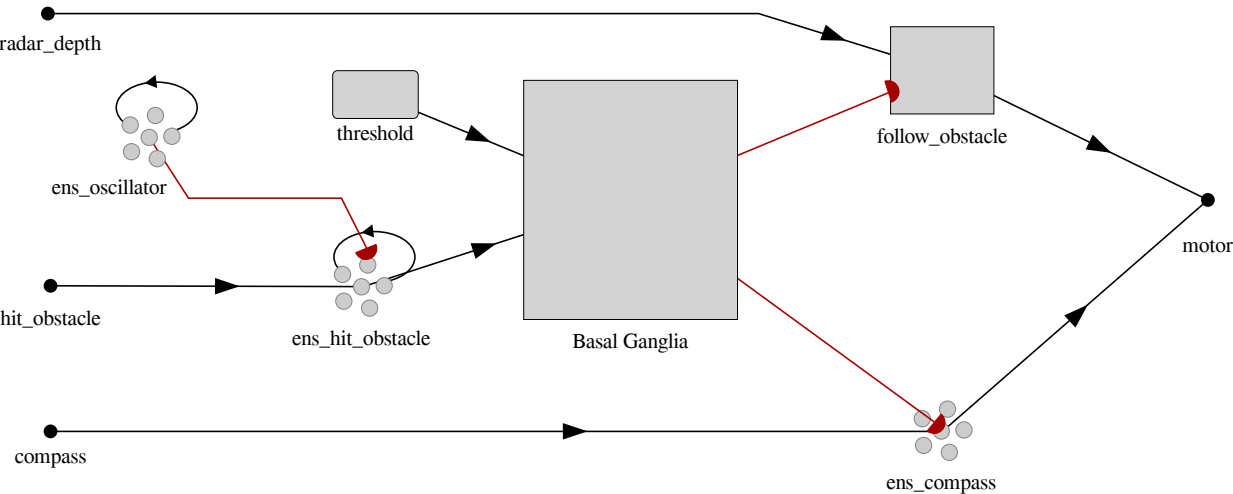 radar_depth
threshold
follow_obstacle
ens_oscillator
motor
hit_obstacle
ens_hit_obstacle
Basal Ganglia
compass
ens_compass